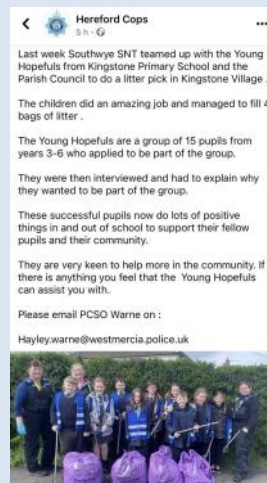 Hereford Cops
5 h ·
Last week Southwye SNT teamed up with the Young
Hopefuls from Kingstone Primary School and the
Parish Council to do a litter pick in Kingstone Village .
The children did an amazing job and managed to fill 4
bags of litter .
The Young Hopefuls are a group of 15 pupils from
years 3-6 who applied to be part of the group.
They were then interviewed and had to explain why
they wanted to be part of the group.
These successful pupils now do lots of positive
things in and out of school to support their fellow
pupils and their community.
They are very keen to help more in the community. If
there is anything you feel that the Young Hopefuls
can assist you with.
Please email PCSO Warne on :
Hayley.warne@westmercia.police.uk